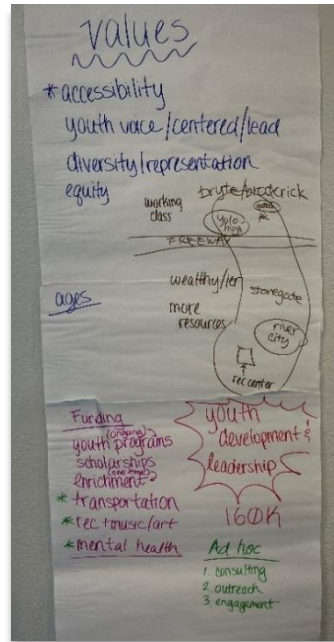 values
*accessibility
youth voice/centered/lead
diversity/representation
equity
bryte/broderick
working
class
yolo-
FREEWAY
wealthy/ier
stonegate
more
resources
river
city
rec center
ages
Funding
(ongoing)
youth programs
scholarships
(one time)
enrichment
*transportation
*rec + music/art
*mental health
youth
development &
leadership
160K
Ad hoc
1. consulting
2. outreach
3. engagement